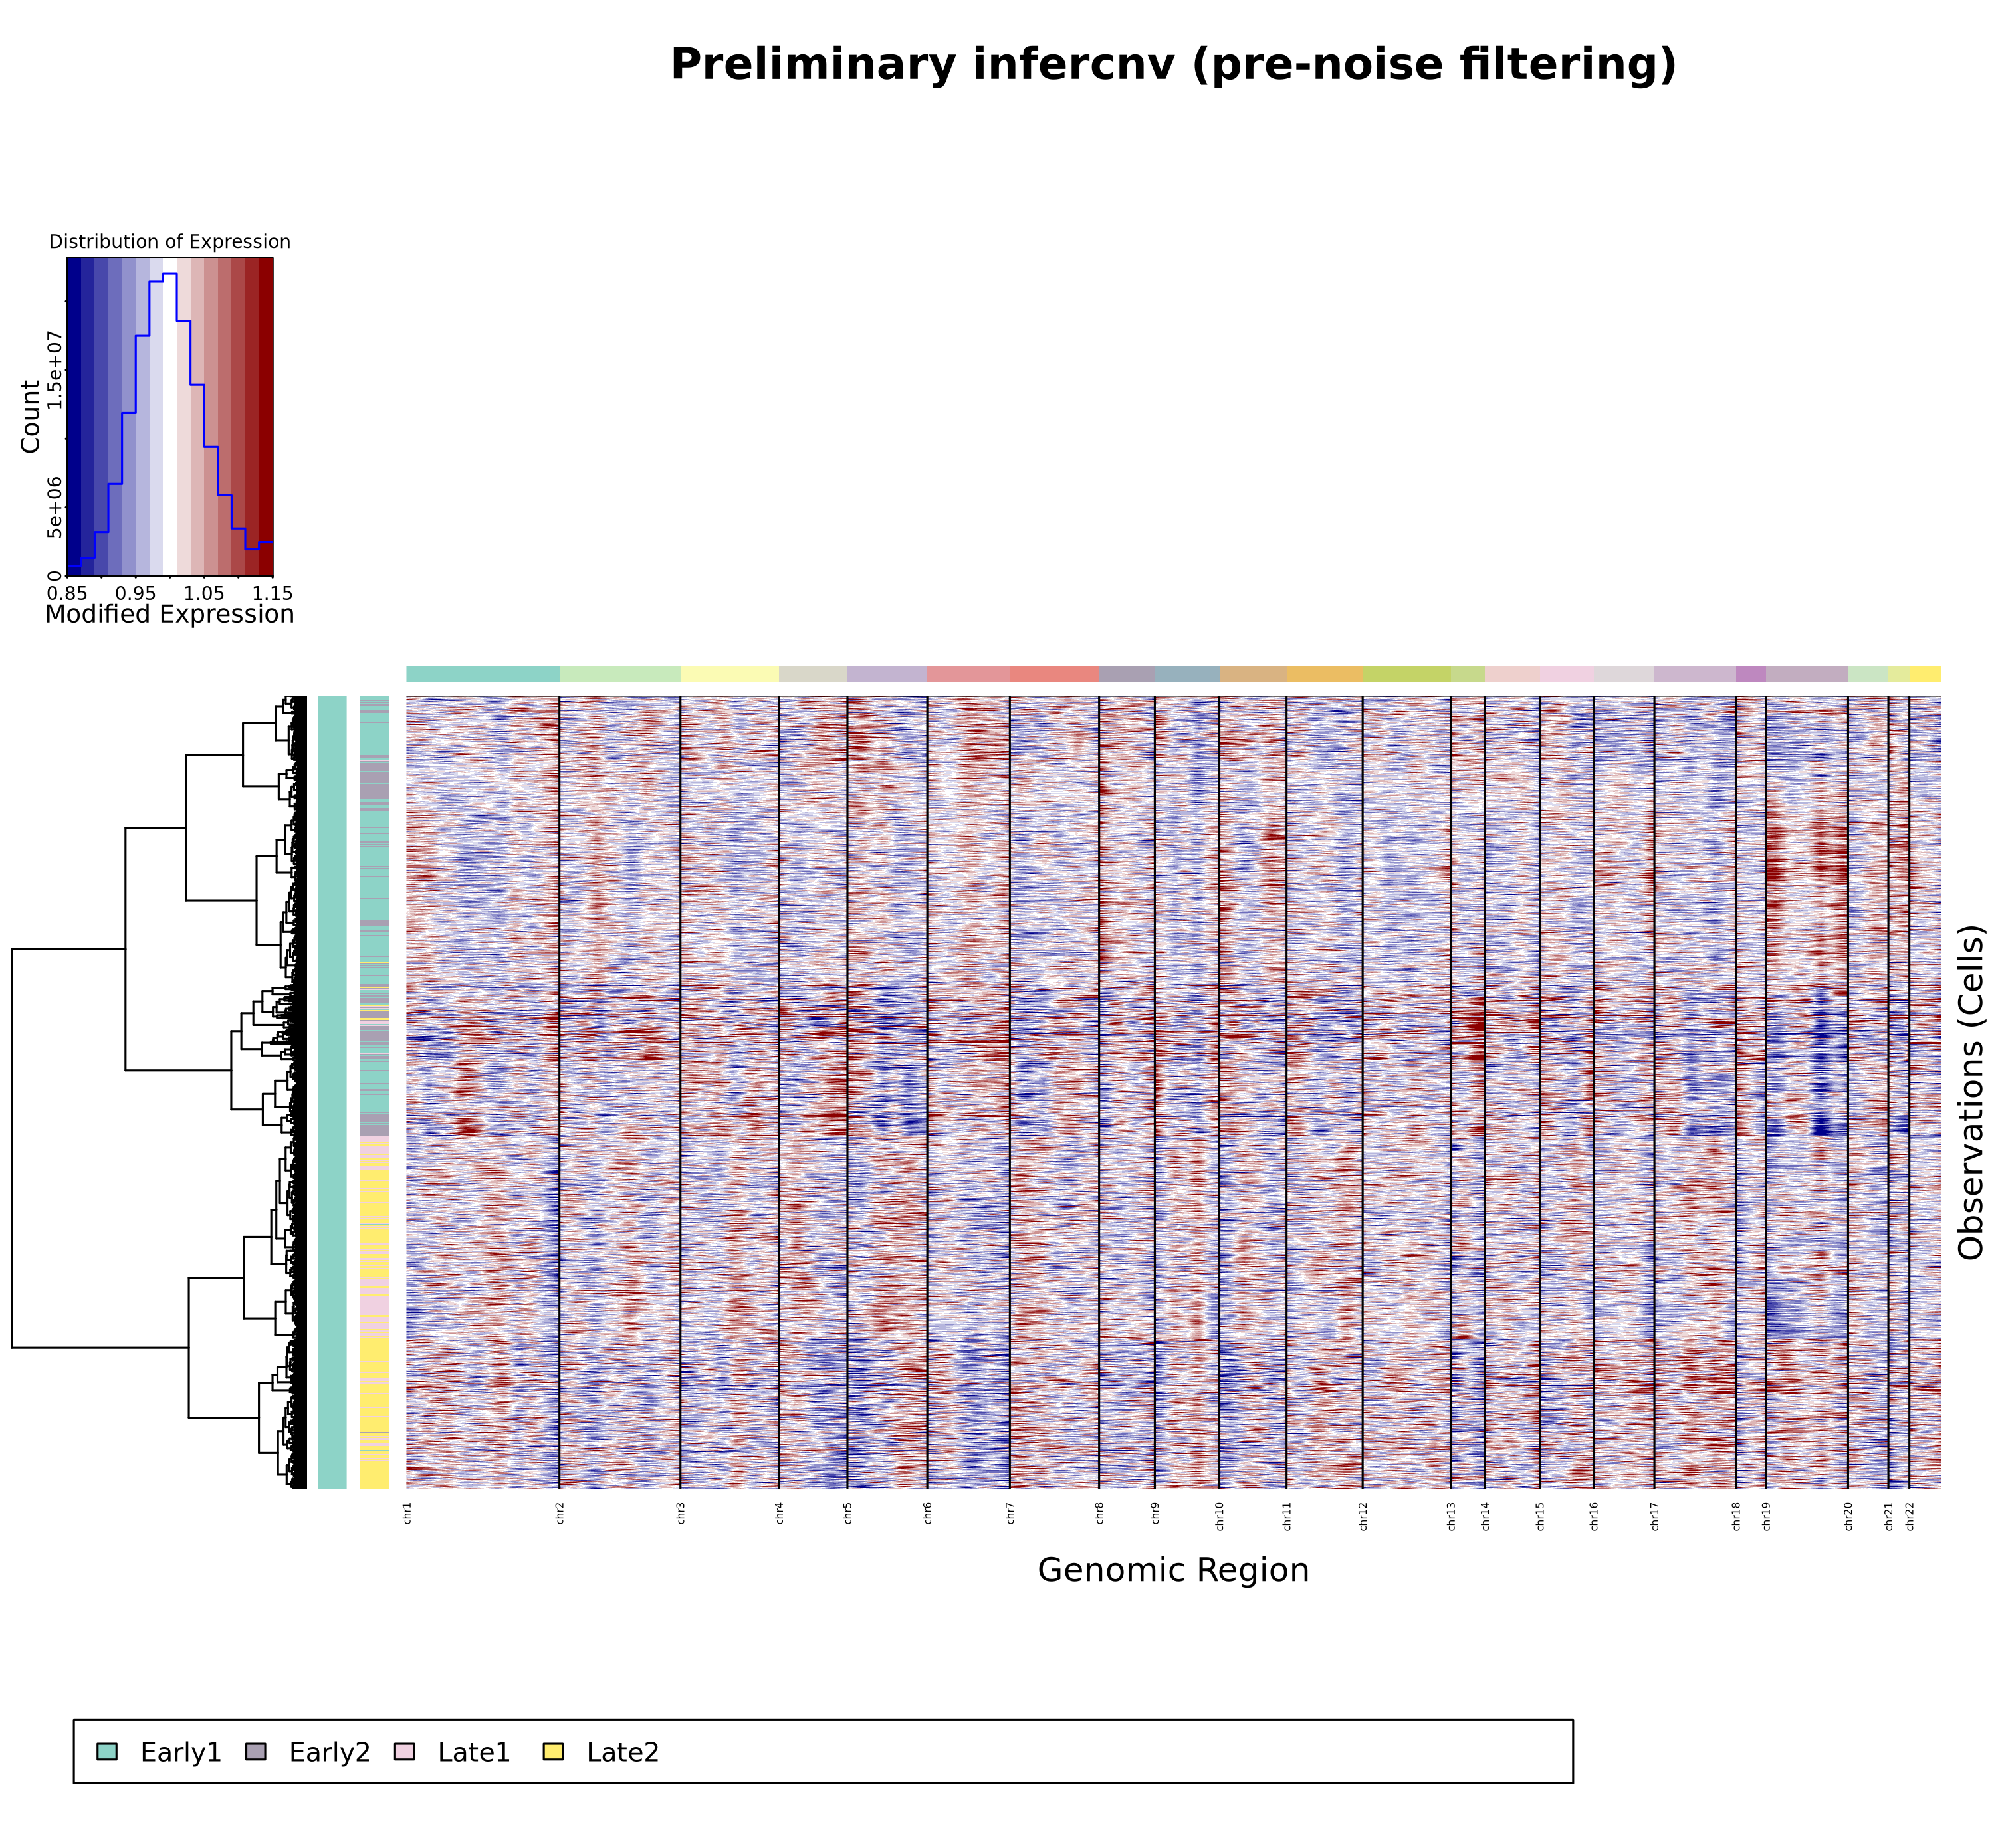 Preliminary infercnv (pre-noise filtering)
Distribution of Expression
Count
0 5e+06 1.5e+07
0.85 0.95 1.05 1.15
Modified Expression
Observations (Cells)
chr1 chr2 chr3 chr4 chr5 chr6 chr7 chr8 chr9 chr10 chr11 chr12 chr13 chr14 chr15 chr16 chr17 chr18 chr19 chr20 chr21 chr22
Genomic Region
Early1 Early2 Late1 Late2